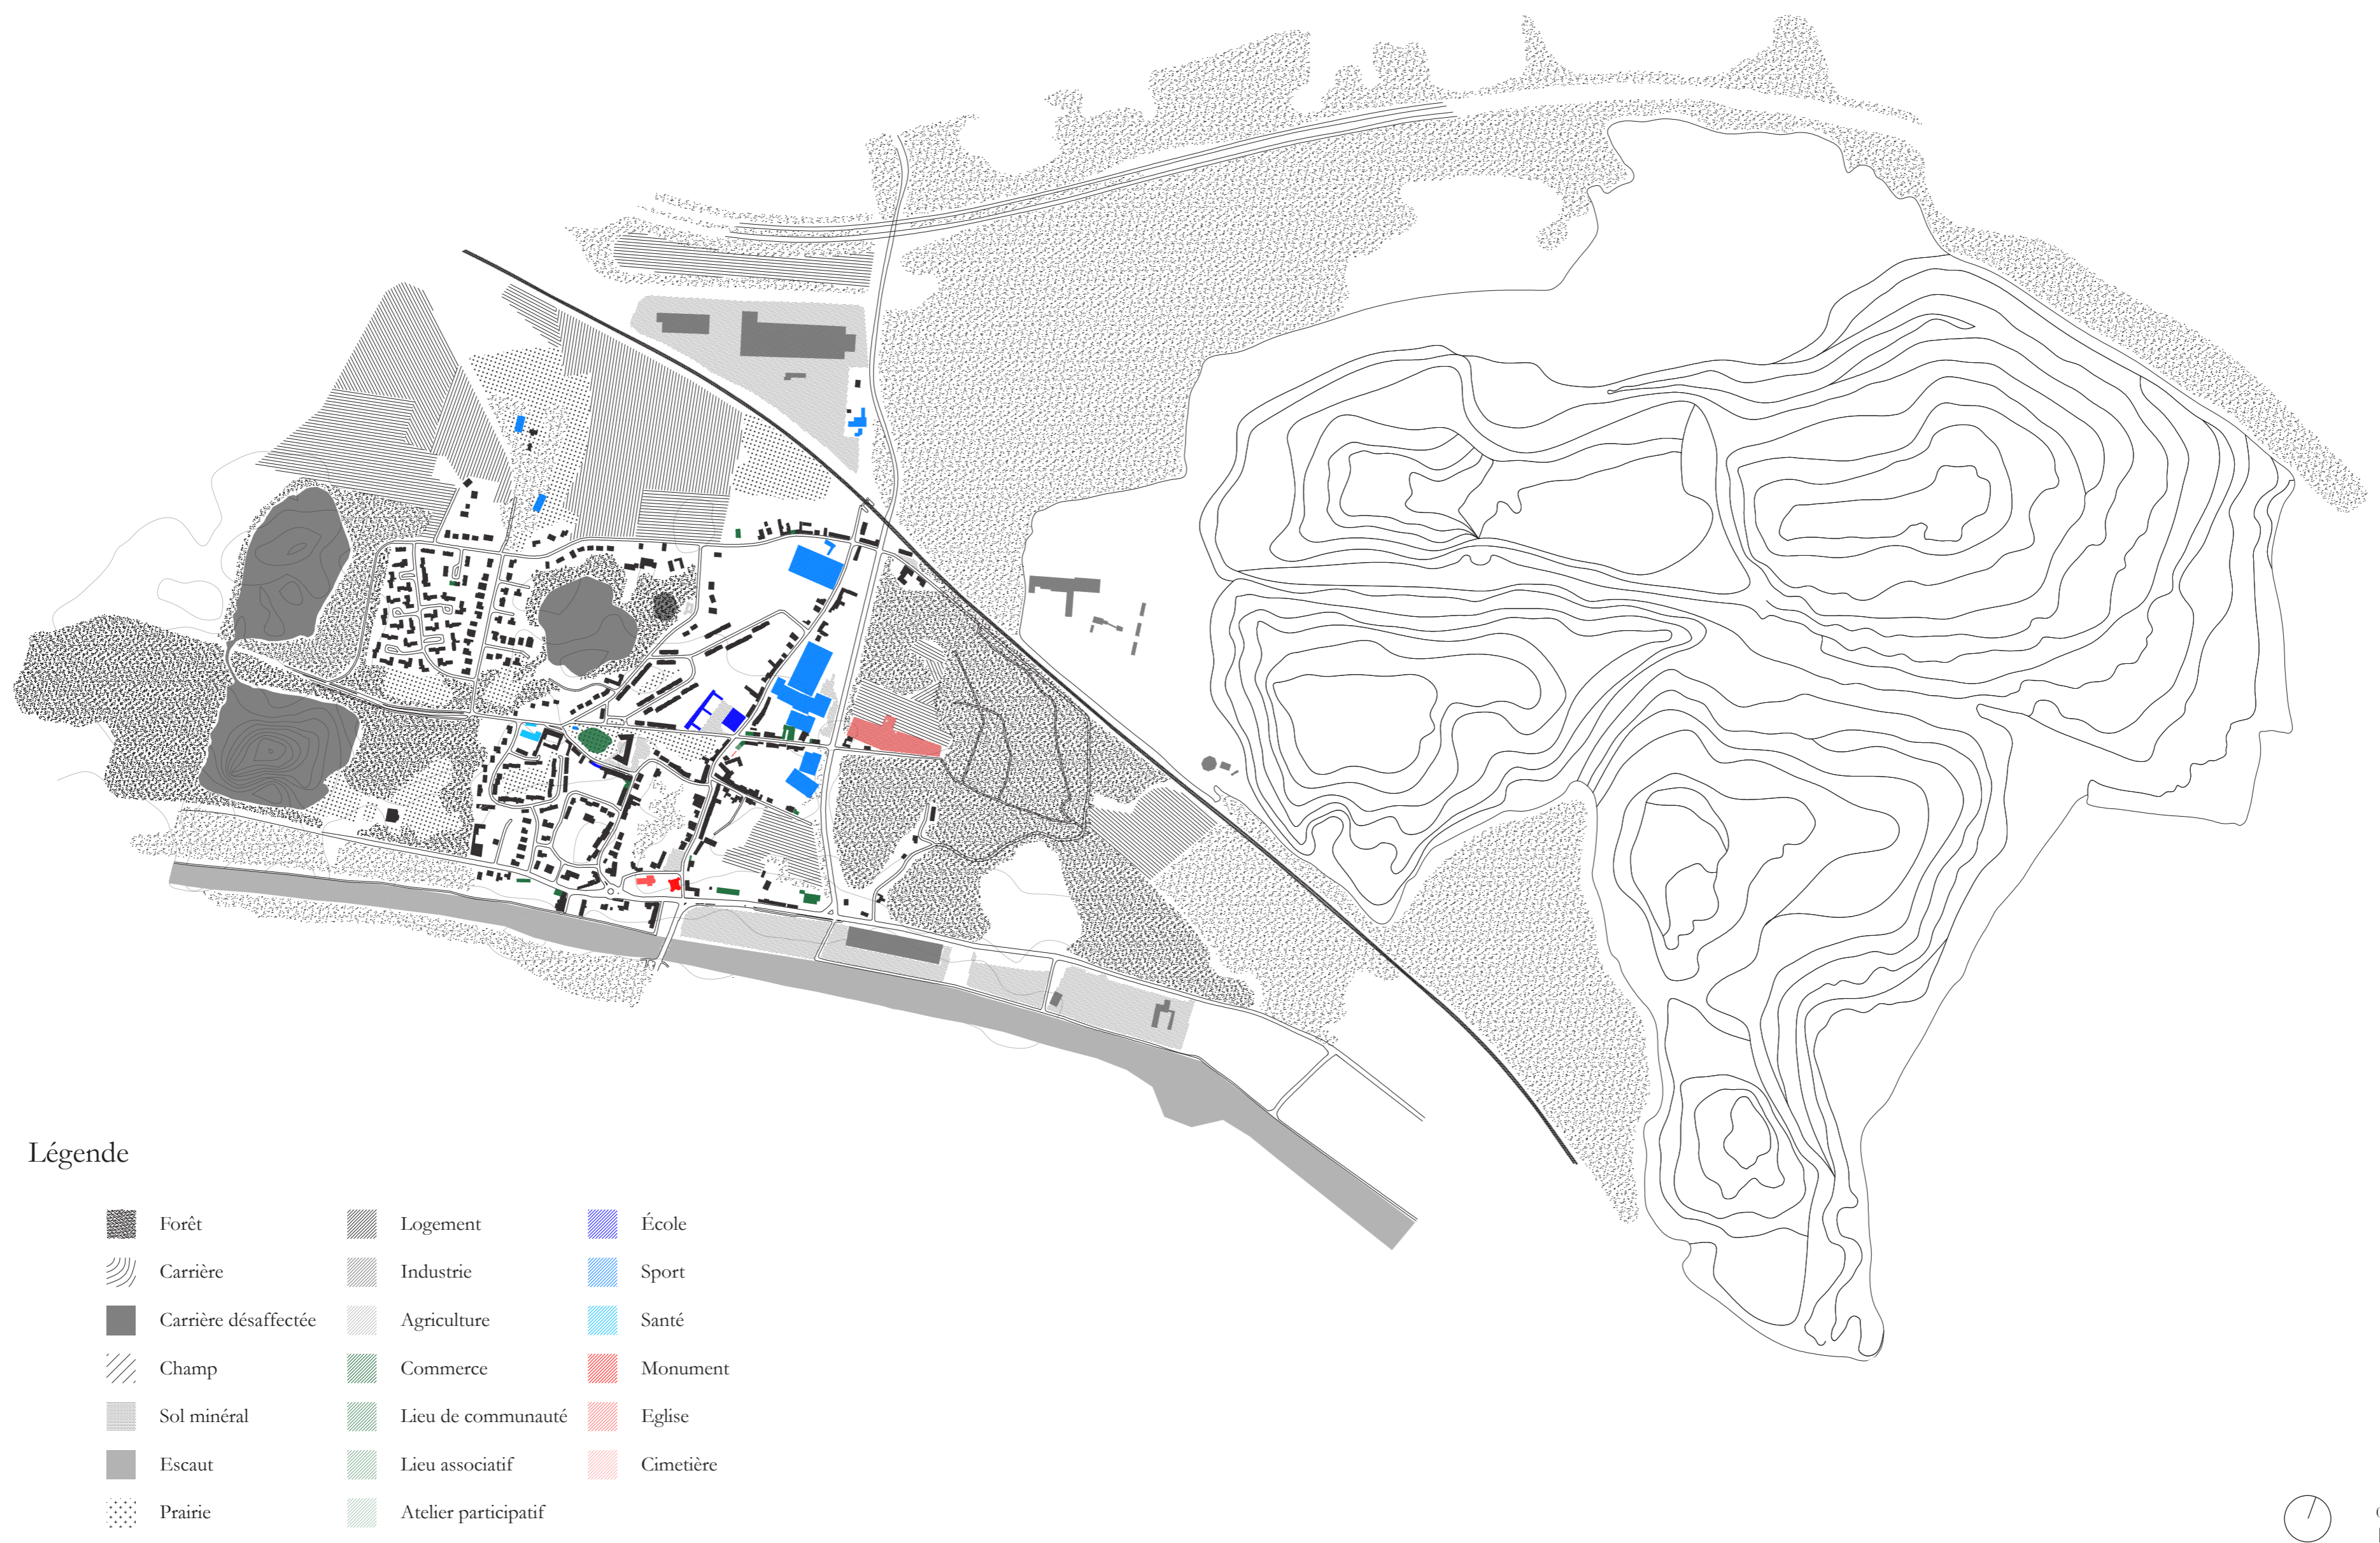 Légende
Forêt
Carrière
Carrière désaffectée
Champ
Sol minéral
Escaut
Prairie
Logement
Industrie
Agriculture
Commerce
Lieu de communauté
Lieu associatif
Atelier participatif
École
Sport
Santé
Monument
Eglise
Cimetière